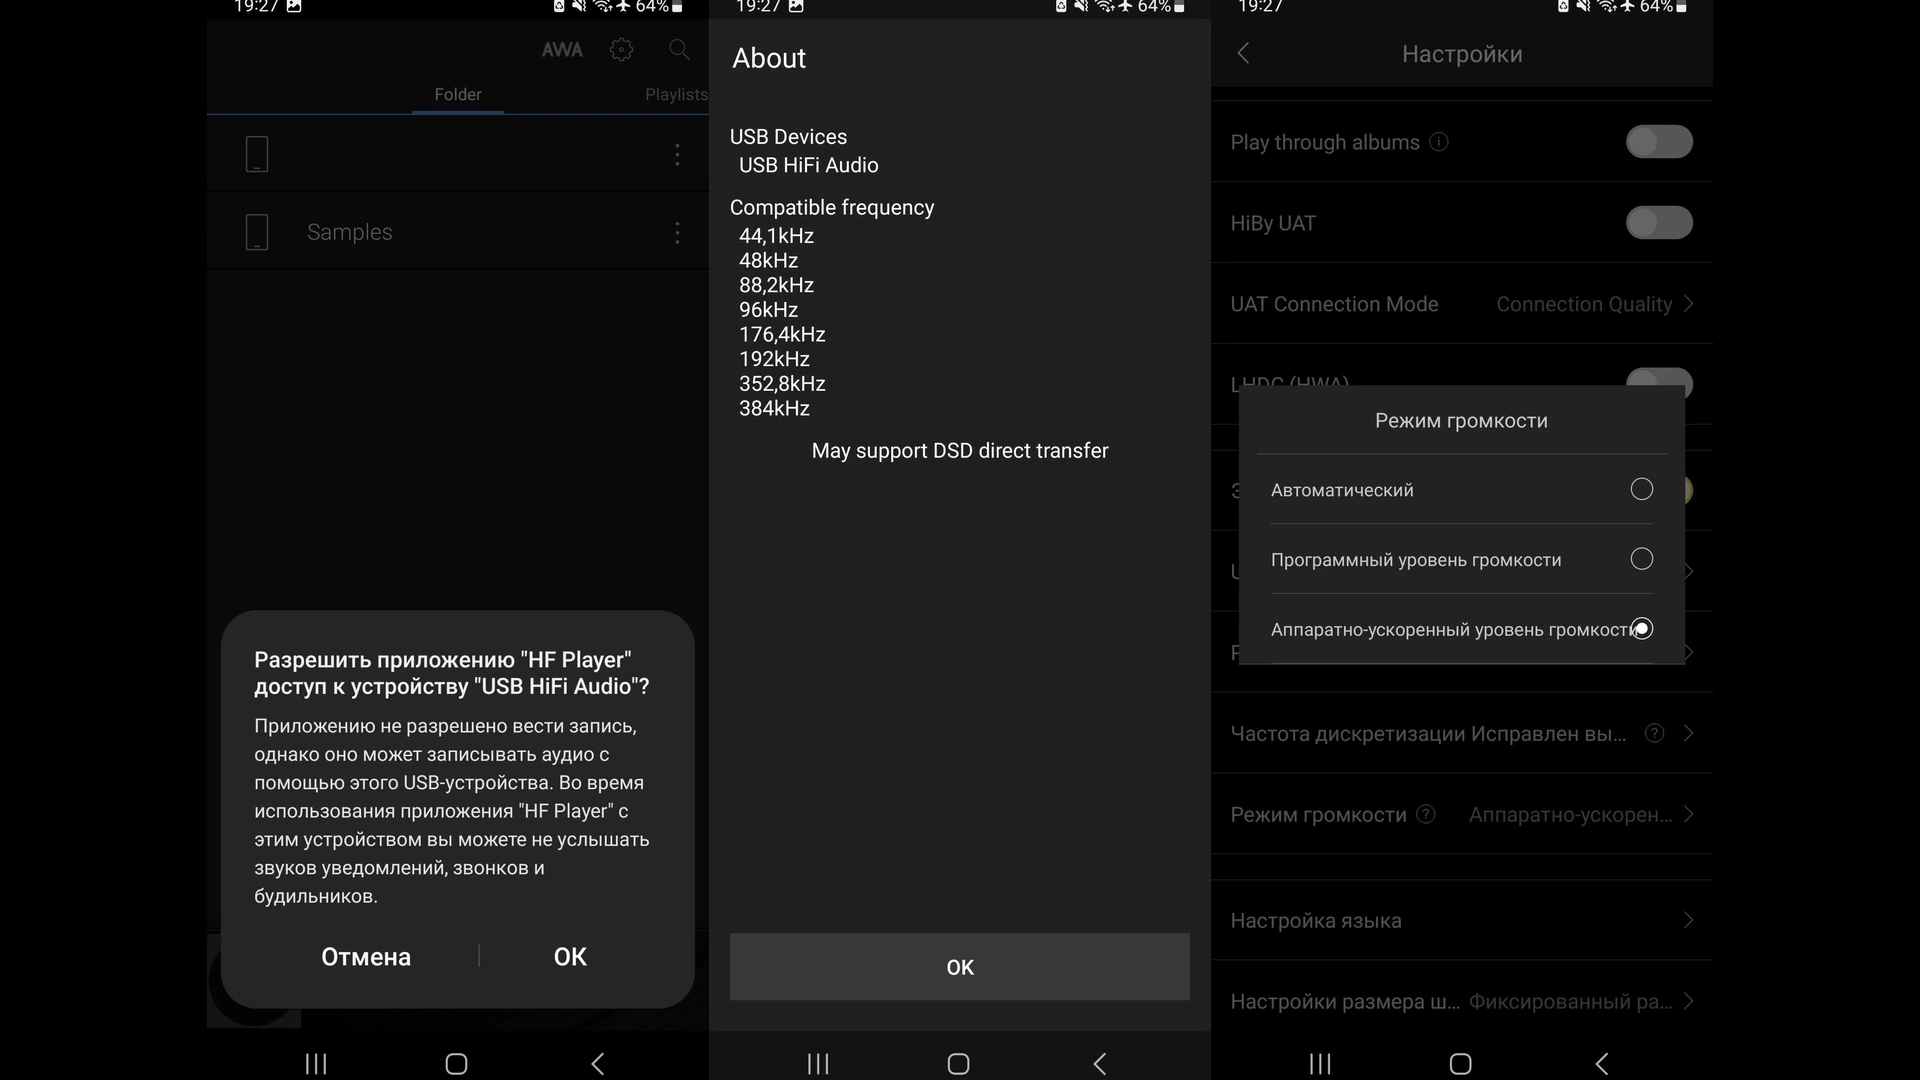 19:27
64%
AWA
Folder
Playlists
Samples
Разрешить приложению "HF Player"
доступ к устройству "USB HiFi Audio"?
Приложению не разрешено вести запись,
однако оно может записывать аудио с
помощью этого USB-устройства. Во время
использования приложения "HF Player" с
этим устройством вы можете не услышать
звуков уведомлений, звонков и
будильников.
Отмена
ОК
19:27
64%
About
USB Devices
USB HiFi Audio
Compatible frequency
44,1kHz
48kHz
88,2kHz
96kHz
176,4kHz
192kHz
352,8kHz
384kHz
May support DSD direct transfer
OK
19:27
64%
Настройки
Play through albums
HiBy UAT
UAT Connection Mode Connection Quality
LHDC (HWA)
Режим громкости
Автоматический
Программный уровень громкости
Аппаратно-ускоренный уровень громкости
Частота дискретизации Исправлен вы...
Режим громкости Аппаратно-ускорен...
Настройка языка
Настройки размера ш... Фиксированный ра...